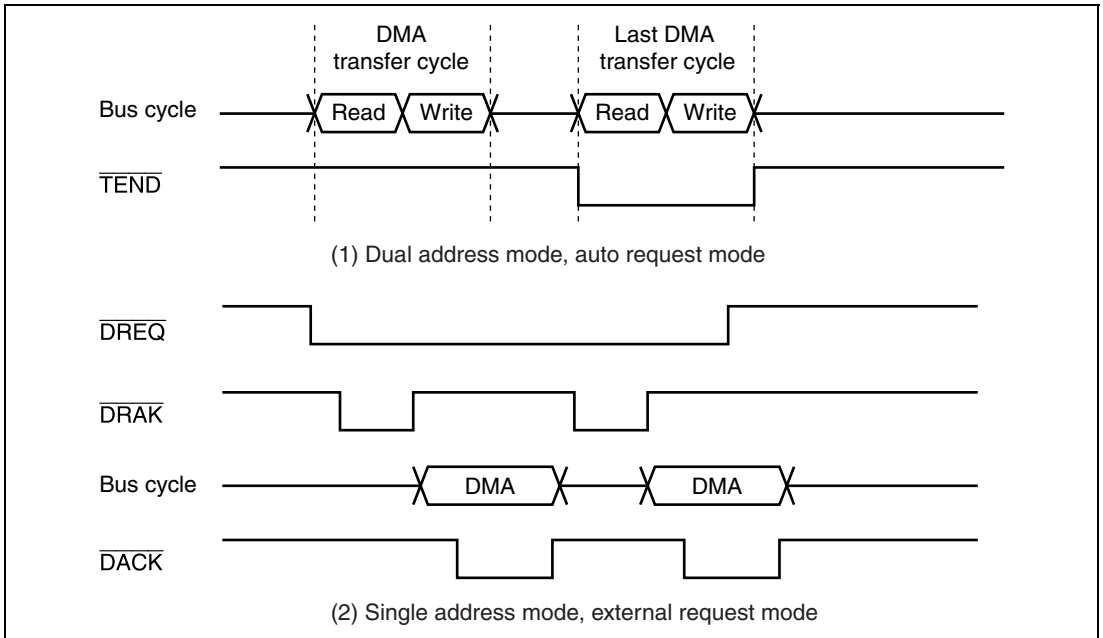 DMA
transfer cycle
Last DMA
transfer cycle
Bus cycle
Read
Write
Read
Write
TEND
(1) Dual address mode, auto request mode
DREQ
DRAK
Bus cycle
DMA
DMA
DACK
(2) Single address mode, external request mode